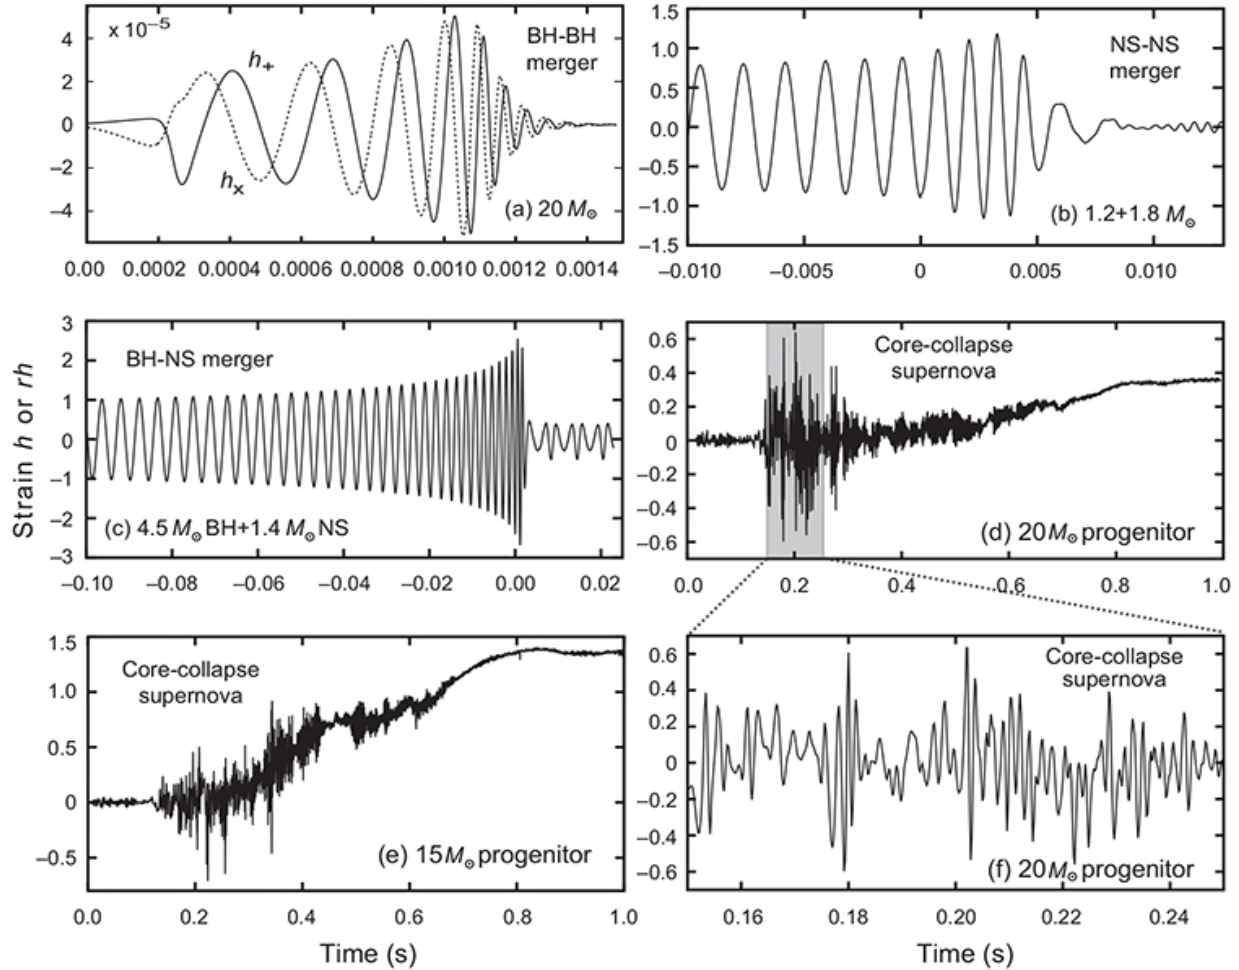 x 10⁻⁵
BH-BH
merger
h₊
hₓ
(a) 20 M☉
4
2
0
−2
−4
0.00 0.0002 0.0004 0.0006 0.0008 0.0010 0.0012 0.0014
NS-NS
merger
(b) 1.2+1.8 M☉
1.5
1.0
0.5
0.0
−0.5
−1.0
−1.5
−0.010 −0.005 0 0.005 0.010
Strain h or rh
BH-NS merger
(c) 4.5 M☉ BH+1.4 M☉ NS
3
2
1
0
−1
−2
−3
−0.10 −0.08 −0.06 −0.04 −0.02 0.00 0.02
Core-collapse
supernova
(d) 20 M☉ progenitor
0.6
0.4
0.2
0
−0.2
−0.4
−0.6
0.0 0.2 0.4 0.6 0.8 1.0
Core-collapse
supernova
(e) 15 M☉ progenitor
1.5
1.0
0.5
0
−0.5
0.0 0.2 0.4 0.6 0.8 1.0
Time (s)
Core-collapse
supernova
(f) 20 M☉ progenitor
0.6
0.4
0.2
0
−0.2
−0.4
−0.6
0.16 0.18 0.20 0.22 0.24
Time (s)